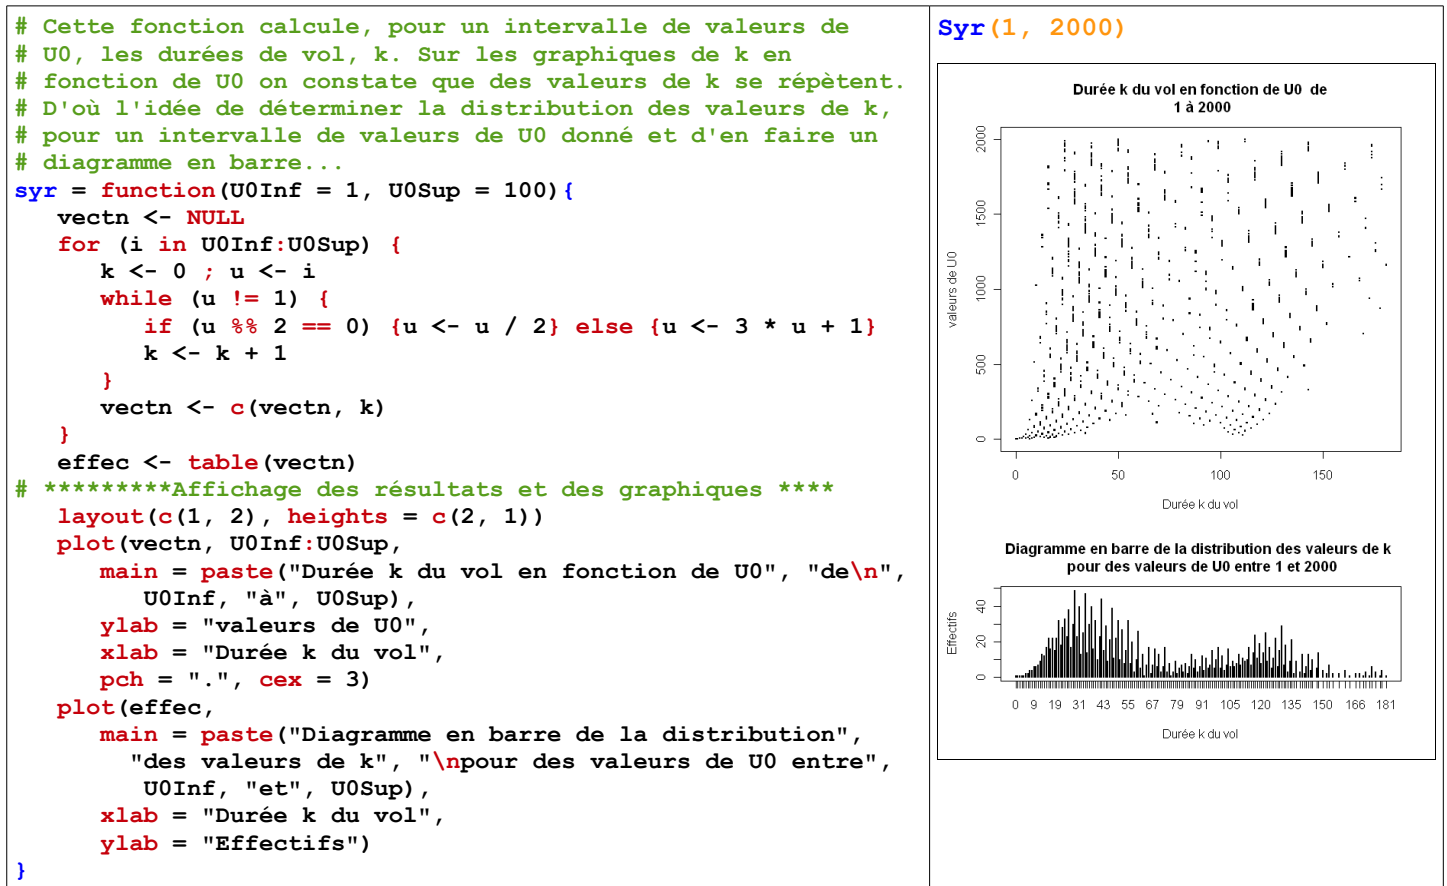 # Cette fonction calcule, pour un intervalle de valeurs de
# U0, les durées de vol, k. Sur les graphiques de k en
# fonction de U0 on constate que des valeurs de k se répètent.
# D'où l'idée de déterminer la distribution des valeurs de k,
# pour un intervalle de valeurs de U0 donné et d'en faire un
# diagramme en barre...
syr = function(U0Inf = 1, U0Sup = 100){
   vectn <- NULL
   for (i in U0Inf:U0Sup) {
      k <- 0 ; u <- i
      while (u != 1) {
         if (u %% 2 == 0) {u <- u / 2} else {u <- 3 * u + 1}
         k <- k + 1
      }
      vectn <- c(vectn, k)
   }
   effec <- table(vectn)
# *********Affichage des résultats et des graphiques ****
   layout(c(1, 2), heights = c(2, 1))
   plot(vectn, U0Inf:U0Sup,
      main = paste("Durée k du vol en fonction de U0", "de\n",
         U0Inf, "à", U0Sup),
      ylab = "valeurs de U0",
      xlab = "Durée k du vol",
      pch = ".", cex = 3)
   plot(effec,
      main = paste("Diagramme en barre de la distribution",
        "des valeurs de k", "\npour des valeurs de U0 entre",
         U0Inf, "et", U0Sup),
      xlab = "Durée k du vol",
      ylab = "Effectifs")
}
Syr(1, 2000)
Durée k du vol en fonction de U0 de
1 à 2000
valeurs de U0
2000
1500
1000
500
0
0 50 100 150
Durée k du vol
Diagramme en barre de la distribution des valeurs de k
pour des valeurs de U0 entre 1 et 2000
Effectifs
40
20
0
0 9 19 31 43 55 67 79 91 105 120 135 150 166 181
Durée k du vol